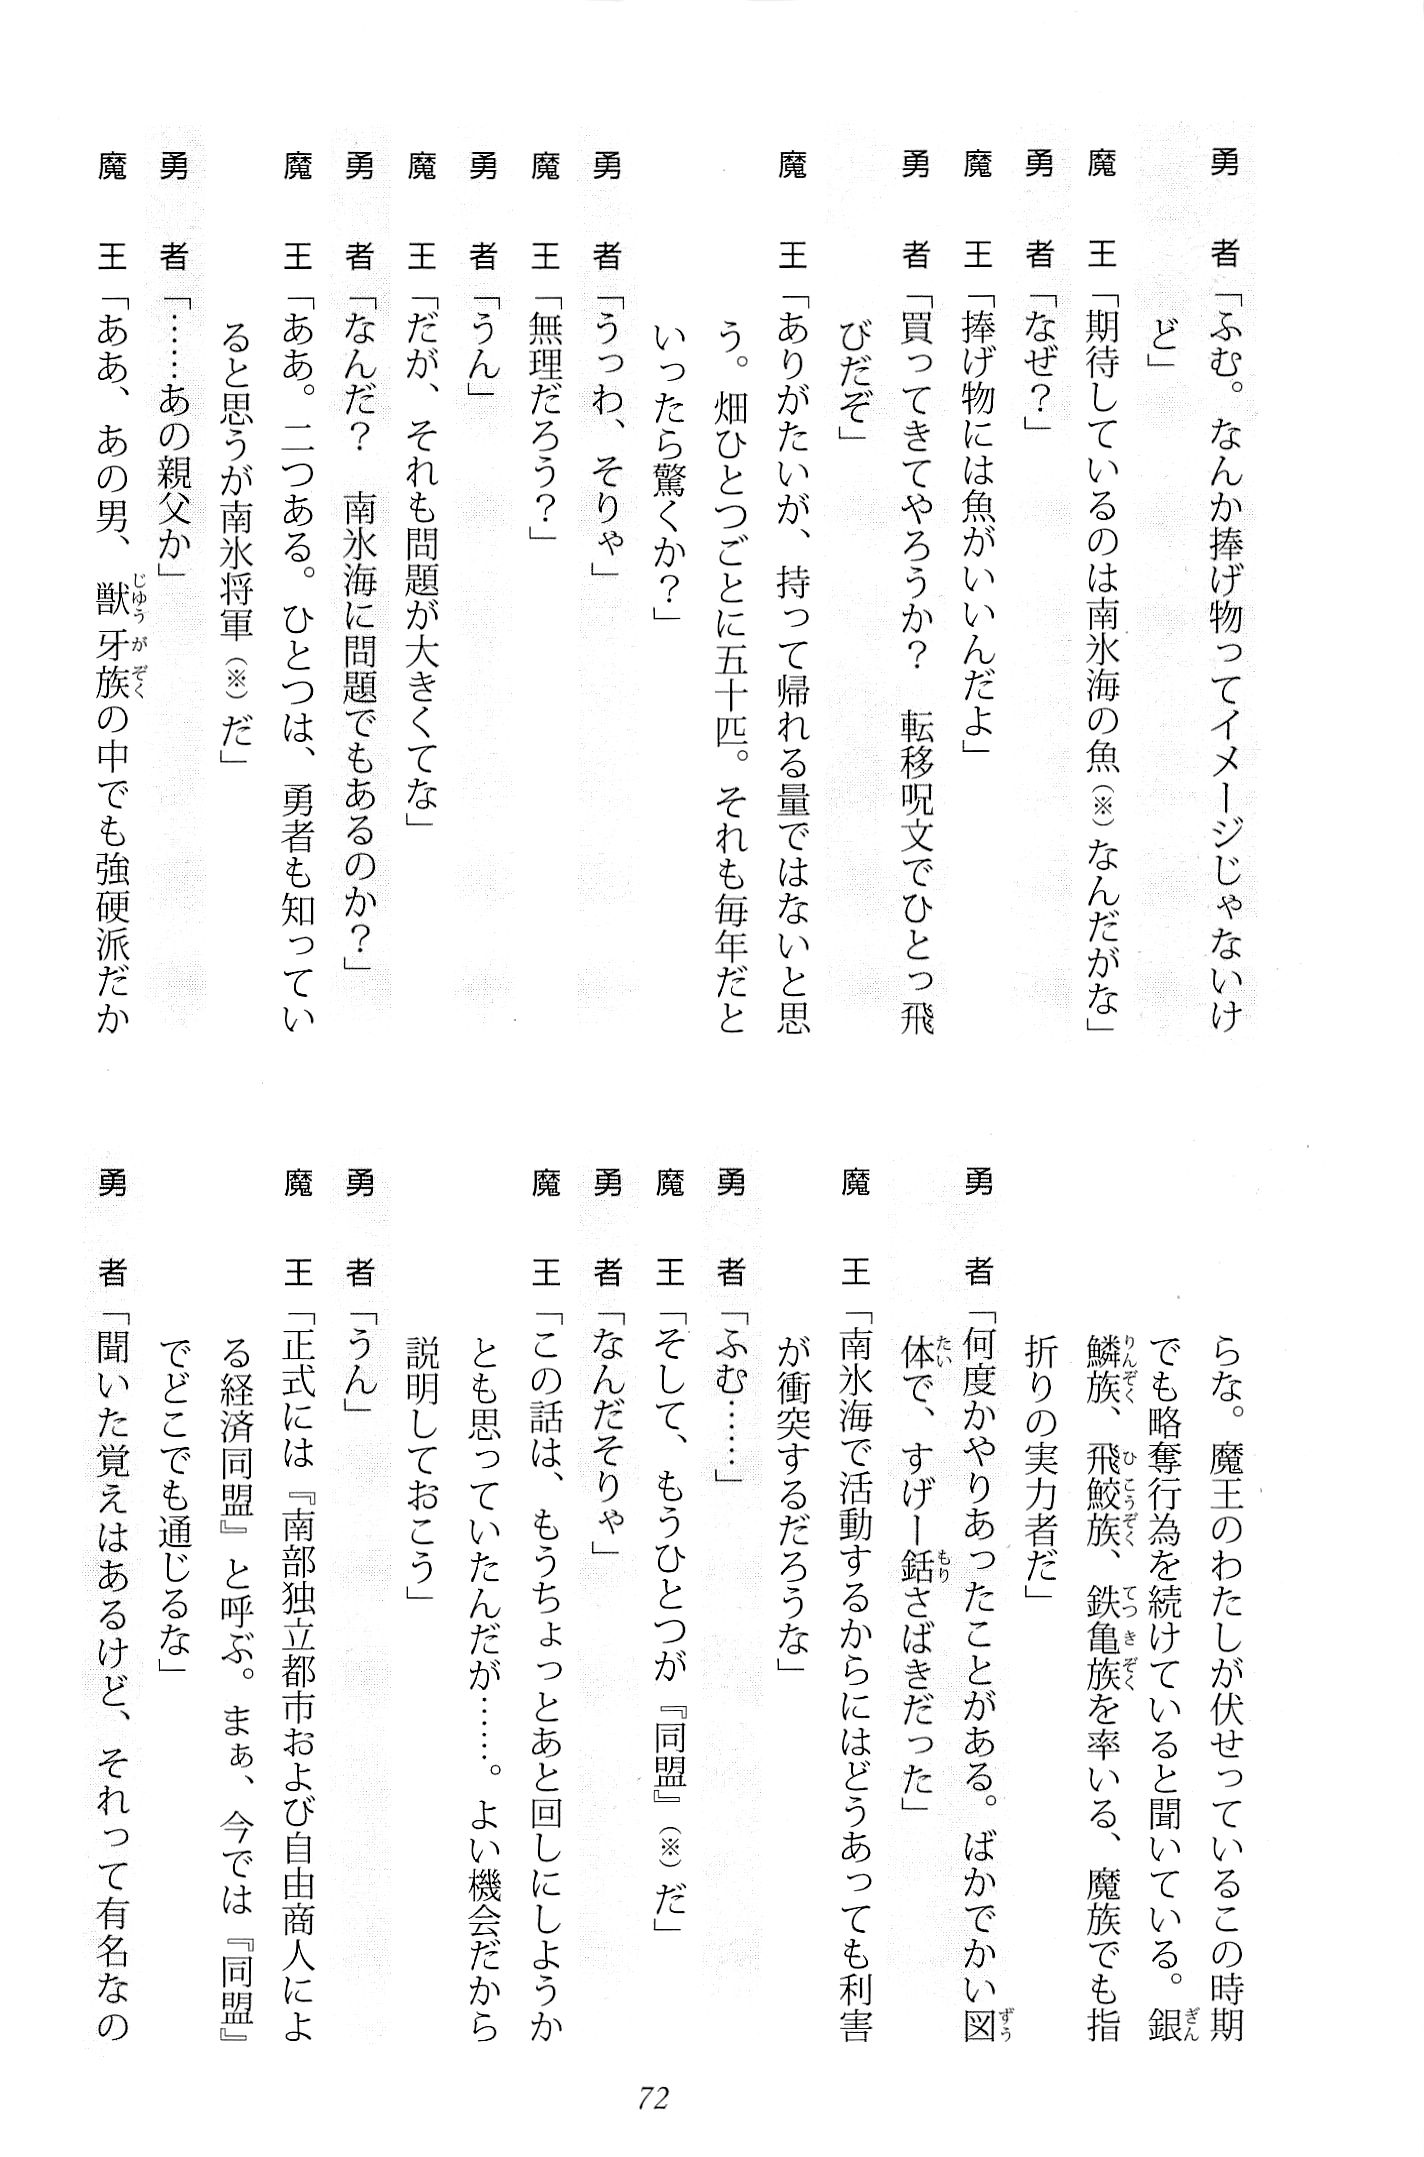 勇者「ふむ。なんか捧げ物ってイメージじゃないけ
ど」
魔王「期待しているのは南氷海の魚（※）なんだがな」
勇者「なぜ？」
魔王「捧げ物には魚がいいんだよ」
勇者「買ってきてやろうか？　転移呪文でひとっ飛
びだぞ」
魔王「ありがたいが、持って帰れる量ではないと思
う。畑ひとつごとに五十匹。それも毎年だと
いったら驚くか？」
勇者「うっわ、そりゃ」
魔王「無理だろう？」
勇者「うん」
魔王「だが、それも問題が大きくてな」
勇者「なんだ？　南氷海に問題でもあるのか？」
魔王「ああ。二つある。ひとつは、勇者も知ってい
ると思うが南氷将軍（※）だ」
勇者「……あの親父か」
魔王「ああ、あの男、獣牙族の中でも強硬派だか
らな。魔王のわたしが伏せっているこの時期
でも略奪行為を続けていると聞いている。銀
鱗族、飛鮫族、鉄亀族を率いる、魔族でも指
折りの実力者だ」
勇者「何度かやりあったことがある。ばかでかい図
体で、すげー銛さばきだった」
魔王「南氷海で活動するからにはどうあっても利害
が衝突するだろうな」
勇者「ふむ……」
魔王「そして、もうひとつが『同盟』（※）だ」
勇者「なんだそりゃ」
魔王「この話は、もうちょっとあと回しにしようか
とも思っていたんだが……。よい機会だから
説明しておこう」
勇者「うん」
魔王「正式には『南部独立都市および自由商人によ
る経済同盟』と呼ぶ。まぁ、今では『同盟』
でどこでも通じるな」
勇者「聞いた覚えはあるけど、それって有名なの
72